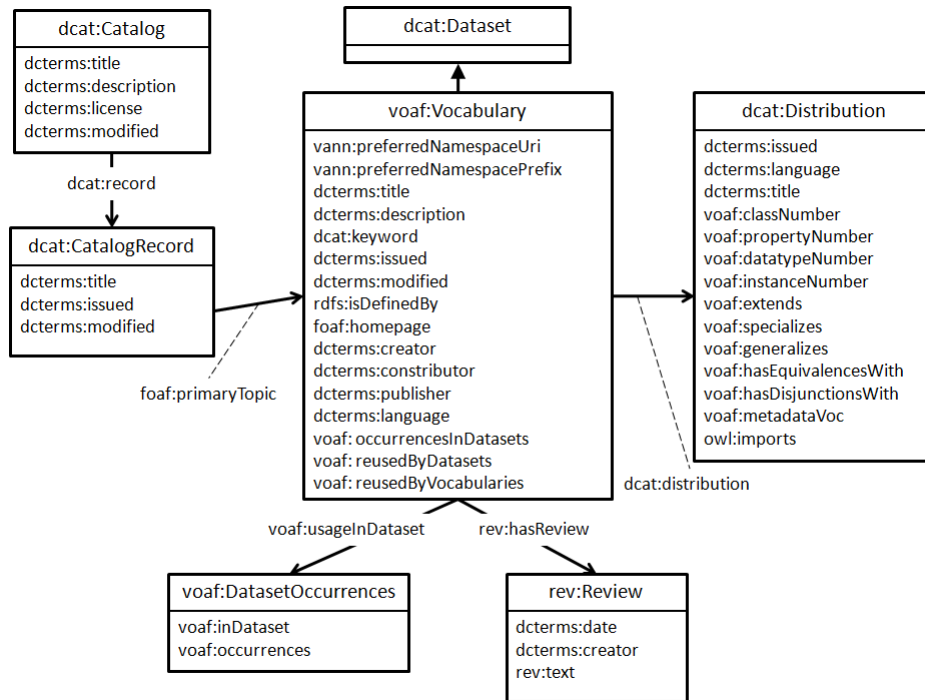 dcat:Catalog
dcterms:title
dcterms:description
dcterms:license
dcterms:modified
dcat:record
dcat:CatalogRecord
dcterms:title
dcterms:issued
dcterms:modified
foaf:primaryTopic
dcat:Dataset
voaf:Vocabulary
vann:preferredNamespaceUri
vann:preferredNamespacePrefix
dcterms:title
dcterms:description
dcat:keyword
dcterms:issued
dcterms:modified
rdfs:isDefinedBy
foaf:homepage
dcterms:creator
dcterms:constributor
dcterms:publisher
dcterms:language
voaf: occurrencesInDatasets
voaf: reusedByDatasets
voaf: reusedByVocabularies
dcat:Distribution
dcterms:issued
dcterms:language
dcterms:title
voaf:classNumber
voaf:propertyNumber
voaf:datatypeNumber
voaf:instanceNumber
voaf:extends
voaf:specializes
voaf:generalizes
voaf:hasEquivalencesWith
voaf:hasDisjunctionsWith
voaf:metadataVoc
owl:imports
dcat:distribution
voaf:usageInDataset
rev:hasReview
voaf:DatasetOccurrences
voaf:inDataset
voaf:occurrences
rev:Review
dcterms:date
dcterms:creator
rev:text